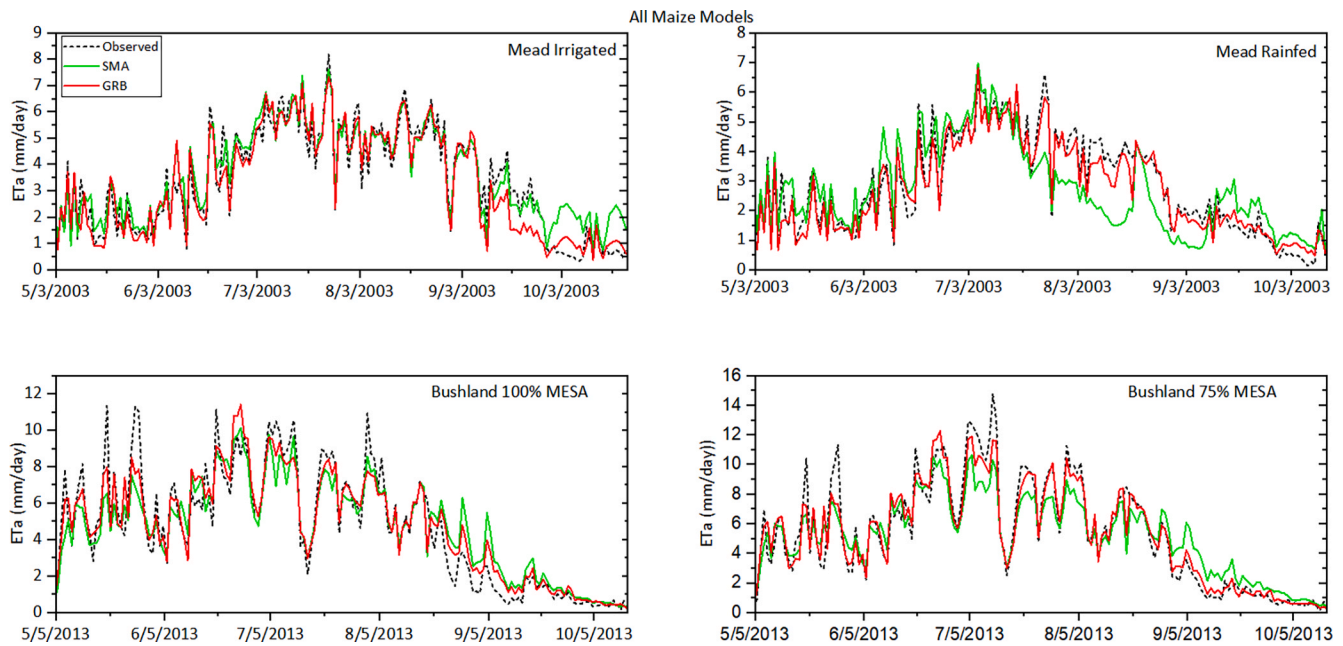 All Maize Models
Mead Irrigated
Observed
SMA
GRB
ETa (mm/day)
9
8
7
6
5
4
3
2
1
0
5/3/2003 6/3/2003 7/3/2003 8/3/2003 9/3/2003 10/3/2003
Mead Rainfed
ETa (mm/day)
8
7
6
5
4
3
2
1
0
5/3/2003 6/3/2003 7/3/2003 8/3/2003 9/3/2003 10/3/2003
Bushland 100% MESA
ETa (mm/day)
12
10
8
6
4
2
0
5/5/2013 6/5/2013 7/5/2013 8/5/2013 9/5/2013 10/5/2013
Bushland 75% MESA
ETa (mm/day))
16
14
12
10
8
6
4
2
0
5/5/2013 6/5/2013 7/5/2013 8/5/2013 9/5/2013 10/5/2013